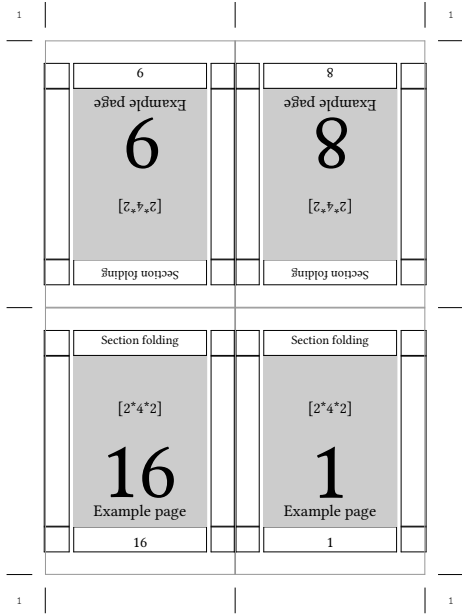 1
1
9
Example page
9
[2*4*2]
Section folding
8
Example page
8
[2*4*2]
Section folding
Section folding
[2*4*2]
16
Example page
16
Section folding
[2*4*2]
1
Example page
1
1
1